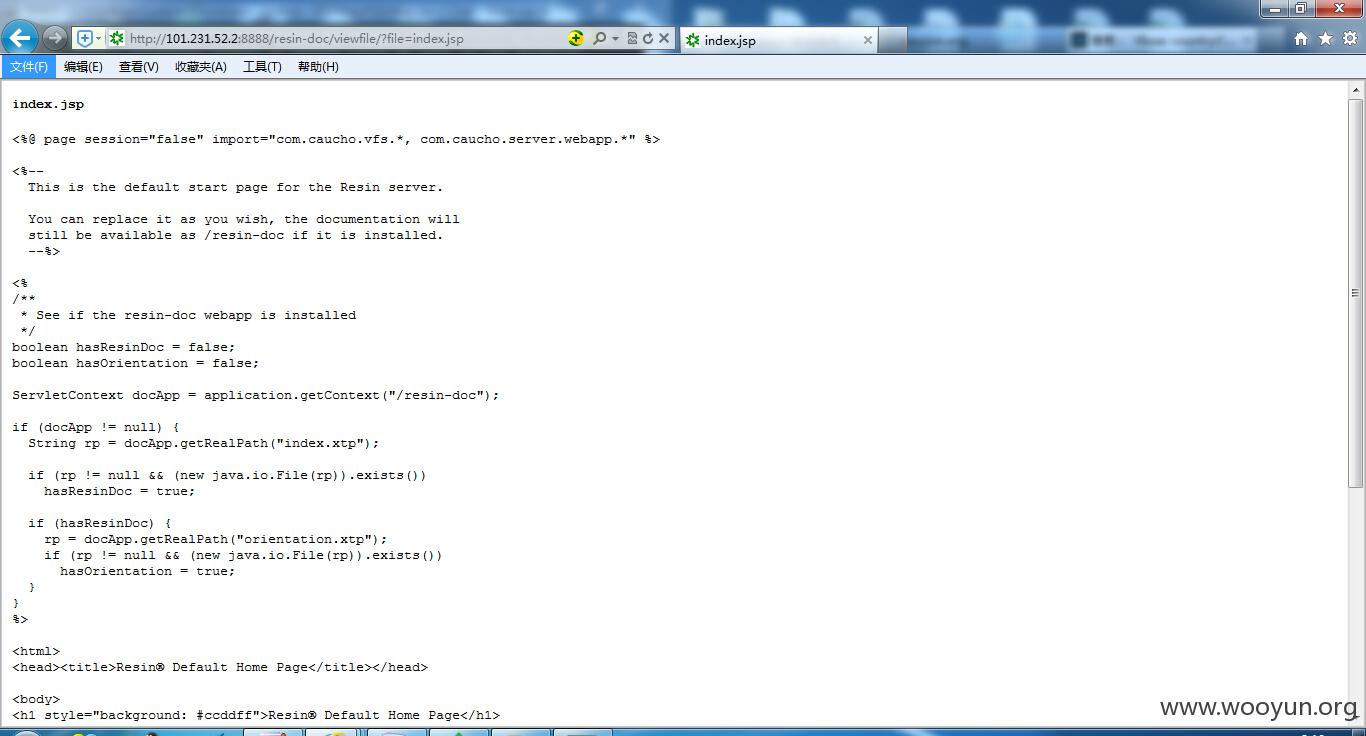 http://101.231.52.2:8888/resin-doc/viewfile/?file=index.jsp
index.jsp
文件(F) 编辑(E) 查看(V) 收藏夹(A) 工具(T) 帮助(H)
index.jsp
<%@ page session="false" import="com.caucho.vfs.*, com.caucho.server.webapp.*" %>
<%--
This is the default start page for the Resin server.
You can replace it as you wish, the documentation will
still be available as /resin-doc if it is installed.
--%>
<%
/**
* See if the resin-doc webapp is installed
*/
boolean hasResinDoc = false;
boolean hasOrientation = false;
ServletContext docApp = application.getContext("/resin-doc");
if (docApp != null) {
String rp = docApp.getRealPath("index.xtp");
if (rp != null && (new java.io.File(rp)).exists())
hasResinDoc = true;
if (hasResinDoc) {
rp = docApp.getRealPath("orientation.xtp");
if (rp != null && (new java.io.File(rp)).exists())
hasOrientation = true;
}
}
%>
<html>
<head><title>Resin® Default Home Page</title></head>
<body>
<h1 style="background: #ccddff">Resin® Default Home Page</h1>
www.wooyun.org